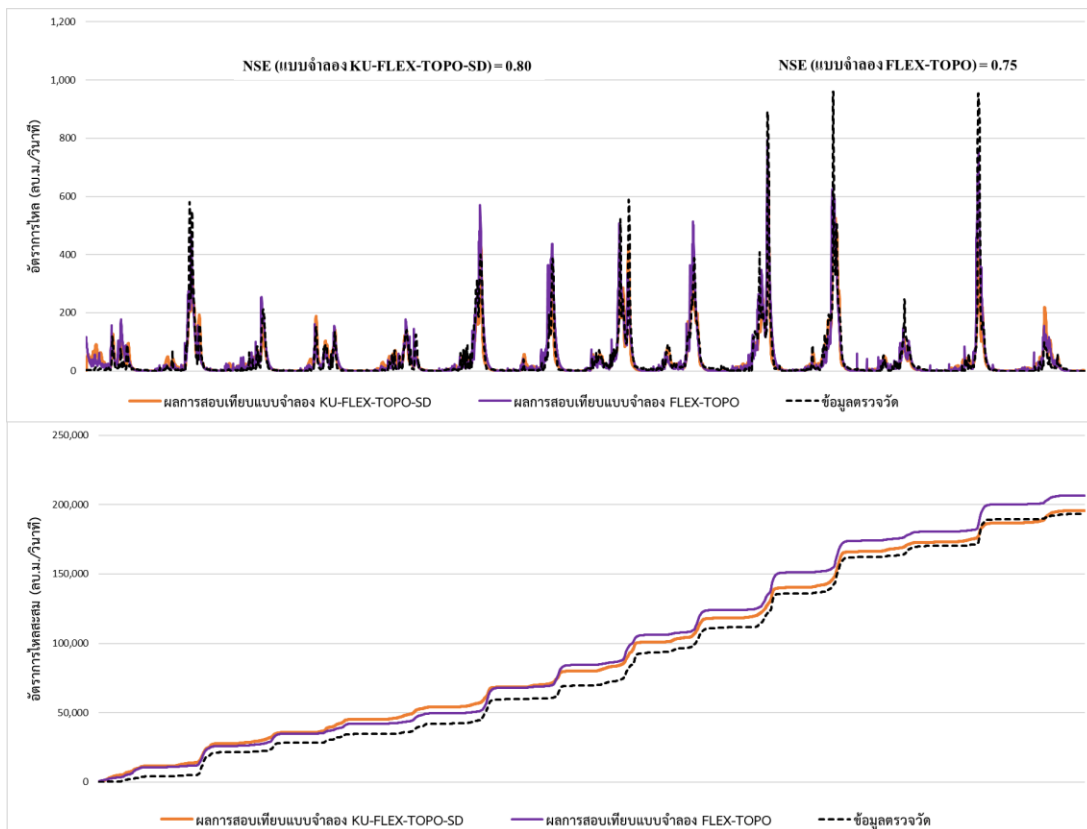 1,200
NSE (แบบจำลอง KU-FLEX-TOPO-SD) = 0.80
NSE (แบบจำลอง FLEX-TOPO) = 0.75
1,000
800
600
400
200
0
อัตราการไหล (ลบ.ม./วินาที)
ผลการสอบเทียบแบบจำลอง KU-FLEX-TOPO-SD
ผลการสอบเทียบแบบจำลอง FLEX-TOPO
ข้อมูลตรวจวัด
250,000
200,000
150,000
100,000
50,000
0
อัตราการไหลสะสม (ลบ.ม./วินาที)
ผลการสอบเทียบแบบจำลอง KU-FLEX-TOPO-SD
ผลการสอบเทียบแบบจำลอง FLEX-TOPO
ข้อมูลตรวจวัด